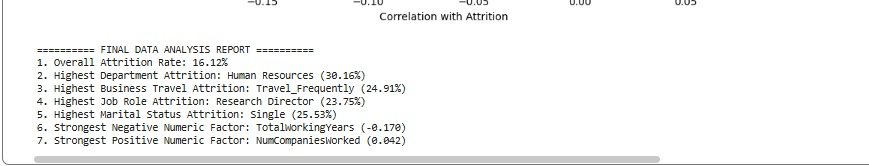 −0.15 −0.10 −0.05 0.00 0.05
Correlation with Attrition
========== FINAL DATA ANALYSIS REPORT ==========
1. Overall Attrition Rate: 16.12%
2. Highest Department Attrition: Human Resources (30.16%)
3. Highest Business Travel Attrition: Travel_Frequently (24.91%)
4. Highest Job Role Attrition: Research Director (23.75%)
5. Highest Marital Status Attrition: Single (25.53%)
6. Strongest Negative Numeric Factor: TotalWorkingYears (-0.170)
7. Strongest Positive Numeric Factor: NumCompaniesWorked (0.042)